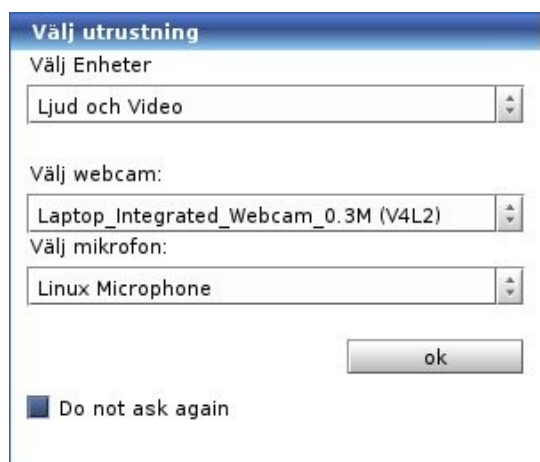 Välj utrustning
Välj Enheter
Ljud och Video
Välj webcam:
Laptop_Integrated_Webcam_0.3M (V4L2)
Välj mikrofon:
Linux Microphone
ok
Do not ask again